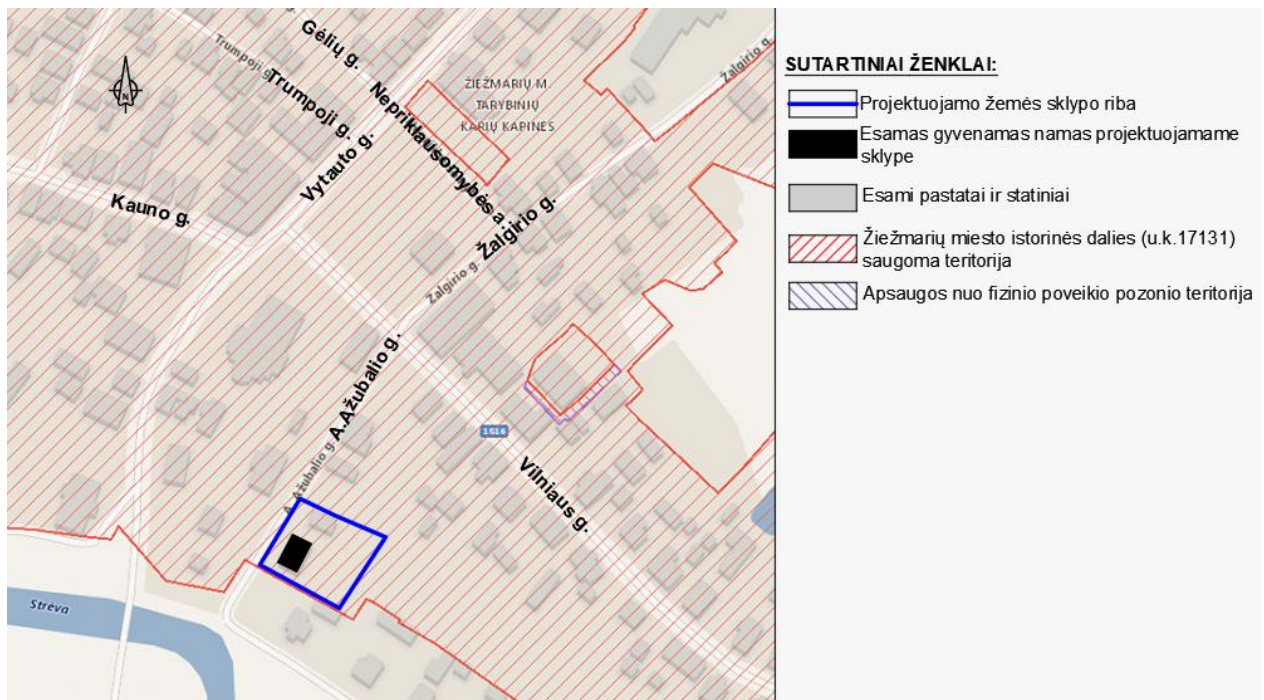 Gėlių g.
Trumpoji g.
Trumpoji g.
Nepriklausomybės a.
ŽIEŽMARIŲ M
TARYBINIŲ
KARIŲ KAPINĖS
Žalgirio g.
Vytauto g.
Kauno g.
Žalgirio g.
Žalgirio g.
A.Ažubalio g.
A. Ažubalio g.
1616
Vilniaus g.
Strėva
N
SUTARTINIAI ŽENKLAI:
Projektuojamo žemės sklypo riba
Esamas gyvenamas namas projektuojamame
sklype
Esami pastatai ir statiniai
Žiežmarių miesto istorinės dalies (u.k.17131)
saugoma teritorija
Apsaugos nuo fizinio poveikio pozonio teritorija